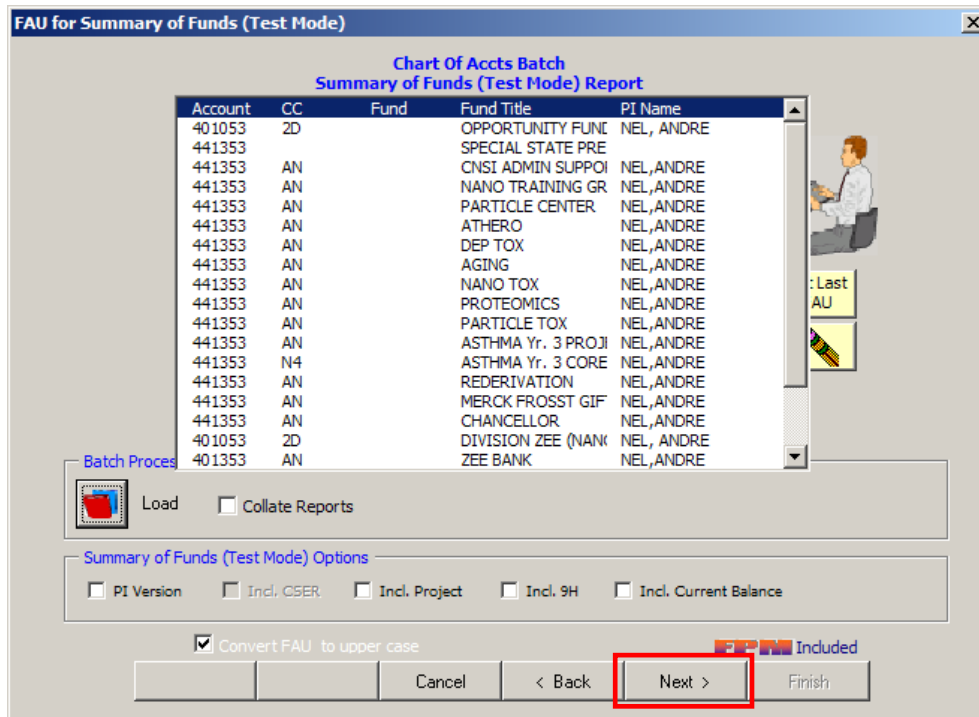 FAU for Summary of Funds (Test Mode)
Chart Of Accts Batch
Summary of Funds (Test Mode) Report
Account CC Fund Fund Title PI Name
401053 2D OPPORTUNITY FUND NEL, ANDRE
441353 SPECIAL STATE PRE
441353 AN CNSI ADMIN SUPPO NEL,ANDRE
441353 AN NANO TRAINING GR NEL,ANDRE
441353 AN PARTICLE CENTER NEL,ANDRE
441353 AN ATHERO NEL,ANDRE
441353 AN DEP TOX NEL,ANDRE
441353 AN AGING NEL,ANDRE
441353 AN NANO TOX NEL,ANDRE
441353 AN PROTEOMICS NEL,ANDRE
441353 AN PARTICLE TOX NEL,ANDRE
441353 AN ASTHMA Yr. 3 PROJ NEL,ANDRE
441353 N4 ASTHMA Yr. 3 CORE NEL,ANDRE
441353 AN REDERIVATION NEL,ANDRE
441353 AN MERCK FROSST GIF NEL,ANDRE
441353 AN CHANCELLOR NEL,ANDRE
401053 2D DIVISION ZEE (NAN NEL, ANDRE
401353 AN ZEE BANK NEL,ANDRE
Last
AU
Batch Proces
Load Collate Reports
Summary of Funds (Test Mode) Options
PI Version Incl. CSER Incl. Project Incl. 9H Incl. Current Balance
Convert FAU to upper case Included
Cancel < Back Next > Finish